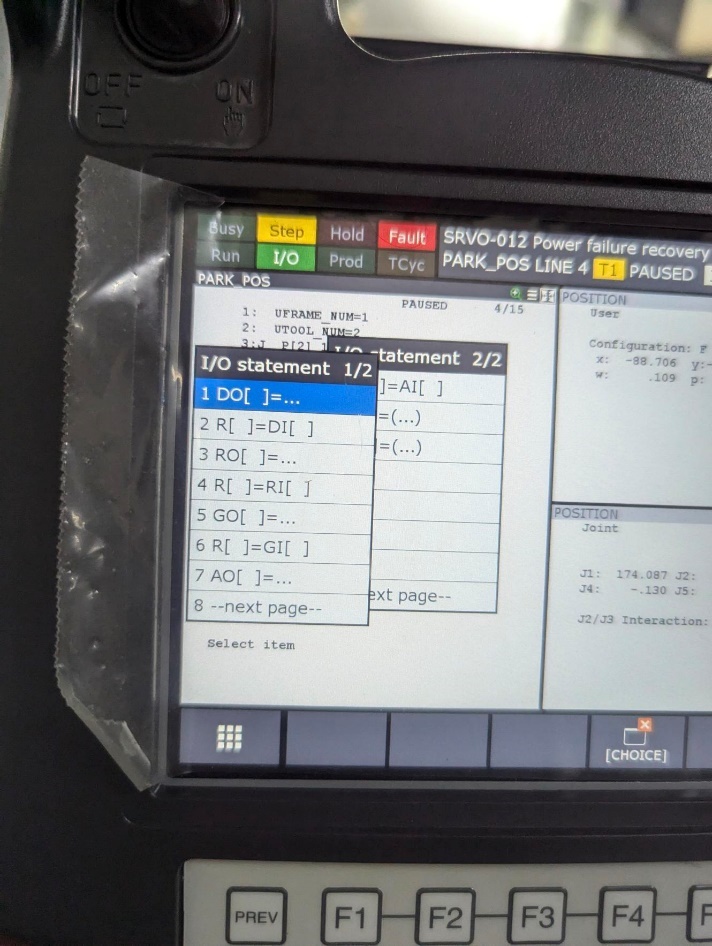 OFF ON
Busy Step Hold Fault SRVO-012 Power failure recovery
Run I/O Prod TCyc PARK_POS LINE 4 T1 PAUSED
PARK_POS
PAUSED 4/15
1: UFRAME_NUM=1
2: UTOOL_NUM=2
3:J P[2]
I/O statement 1/2
1 DO[ ]=...
2 R[ ]=DI[ ]
3 RO[ ]=...
4 R[ ]=RI[ ]
5 GO[ ]=...
6 R[ ]=GI[ ]
7 AO[ ]=...
8 --next page--
tatement 2/2
]=AI[ ]
=(...)
]=(...)
ext page--
Select item
POSITION
User
Configuration: F
x: -88.706 y:-
w: .109 p:
POSITION
Joint
J1: 174.087 J2:
J4: -.130 J5:
J2/J3 Interaction:
[CHOICE]
PREV F1 F2 F3 F4 F